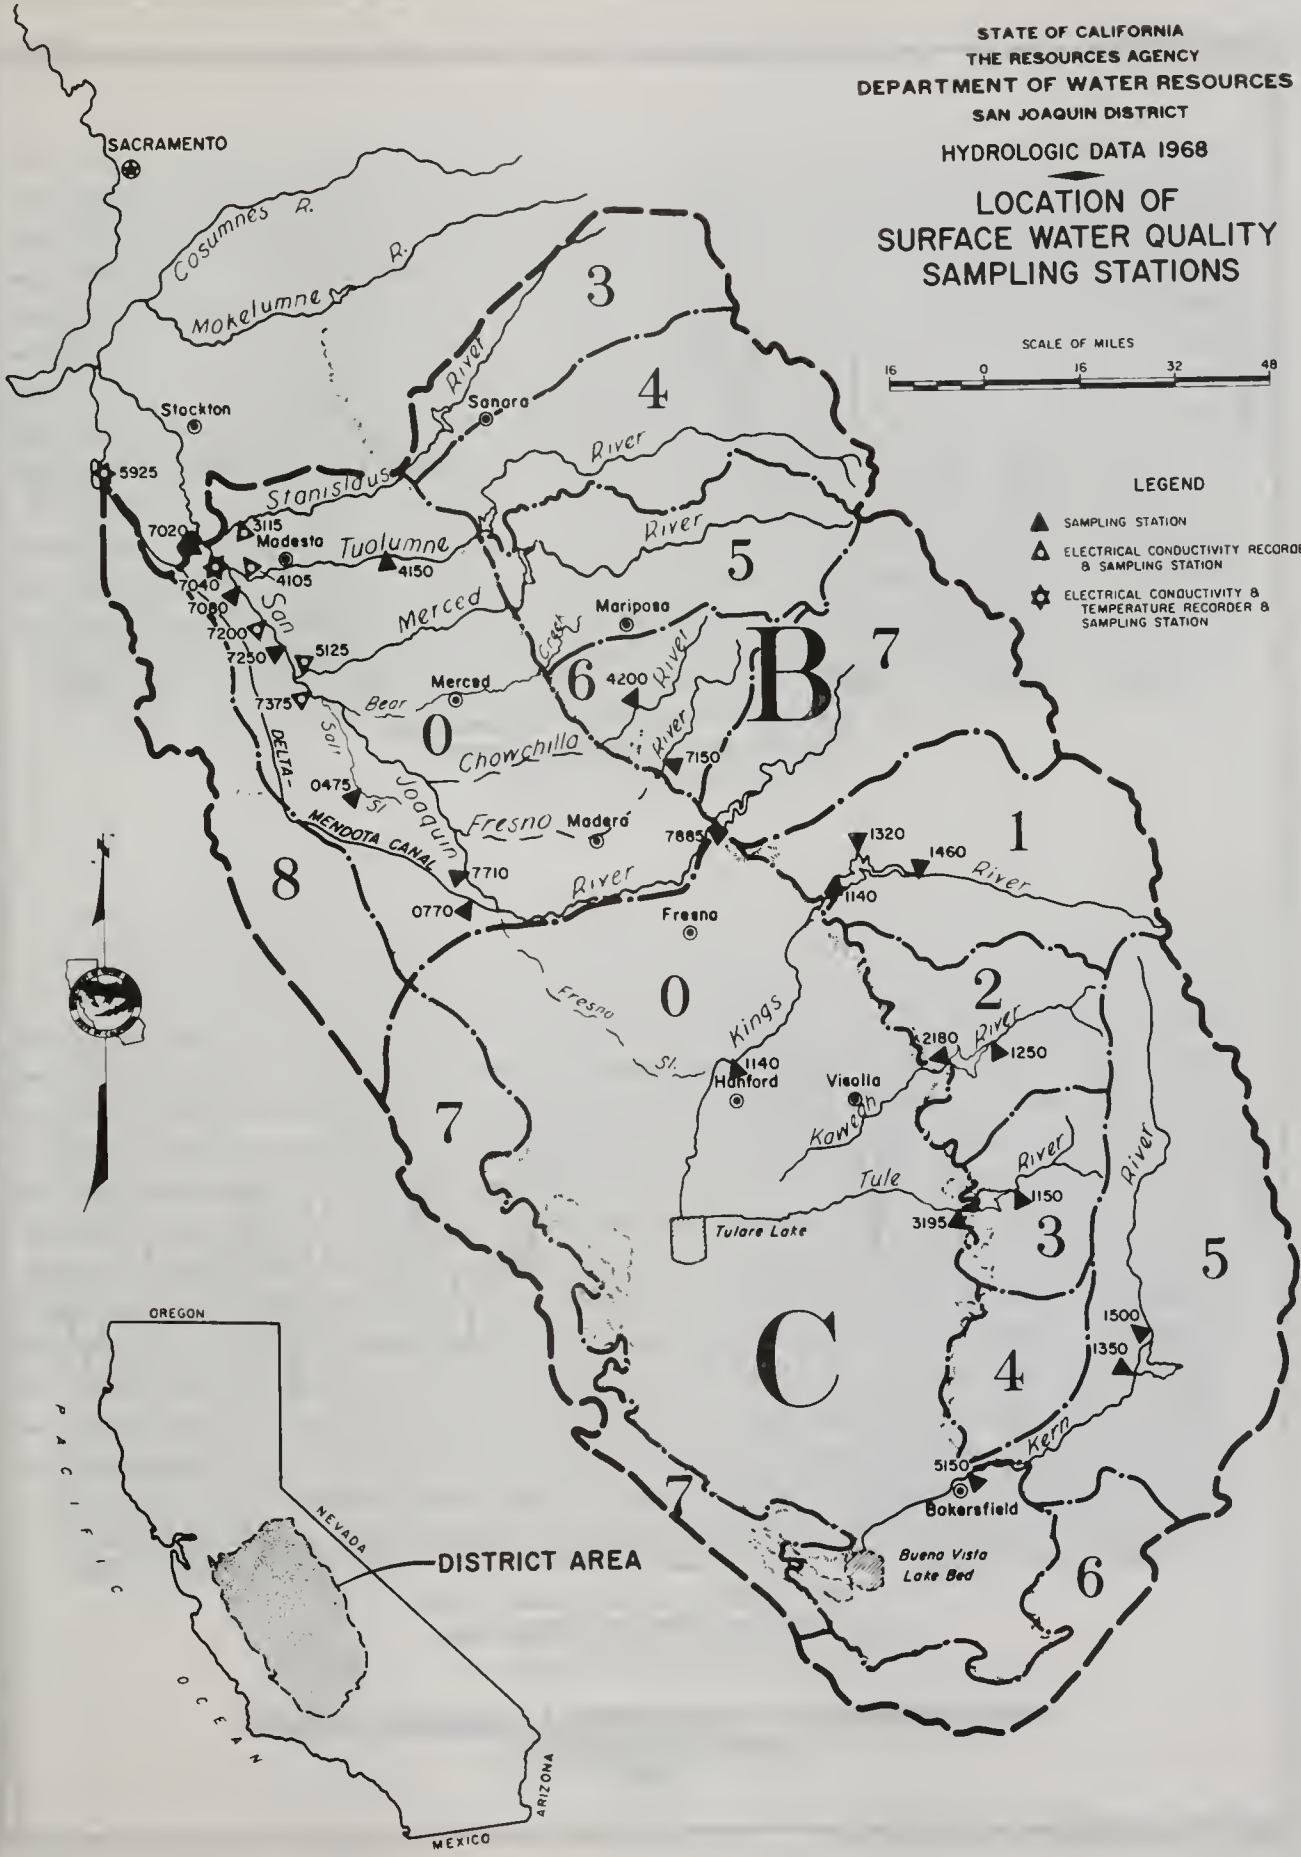 STATE OF CALIFORNIA
THE RESOURCES AGENCY
DEPARTMENT OF WATER RESOURCES
SAN JOAQUIN DISTRICT
HYDROLOGIC DATA 1968
LOCATION OF
SURFACE WATER QUALITY
SAMPLING STATIONS
SCALE OF MILES
16 0 16 32 48
LEGEND
SAMPLING STATION
ELECTRICAL CONDUCTIVITY RECORDE
& SAMPLING STATION
ELECTRICAL CONDUCTIVITY &
TEMPERATURE RECORDER &
SAMPLING STATION
SACRAMENTO
Cosumnes R.
Mokelumne R.
3
River
4
Sonora
Stockton
River
5925
Stanislaus
7020
3115
Modesto
Tuolumne
River
5
4150
4105
7040
7080
San
Merced
Mariposa
B
7
7200
7250
5125
Creek
6
4200
River
7375
Bear
Merced
0
Salt
Sl
DELTA-
Chowchilla
River
7150
0475
Joaquin
MENDOTA CANAL
Fresno
Madera
7885
1320
1460
1
River
8
7710
River
1140
0770
Fresno
0
2
Fresno
Sl.
Kings
2180
River
1250
1140
Hanford
Visalia
Kaweah
7
River
River
Tule
1150
3195
3
Tulare Lake
5
C
1500
1350
4
Kern
5150
Bakersfield
7
Buena Vista
Lake Bed
6
OREGON
NEVADA
DISTRICT AREA
PACIFIC
OCEAN
ARIZONA
MEXICO